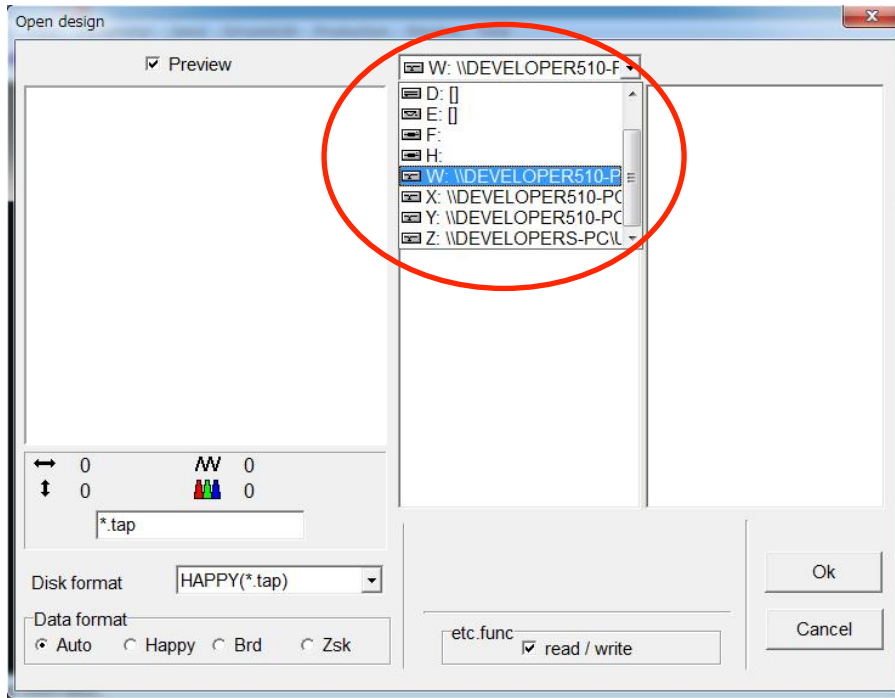 Open design
Preview
W: \\DEVELOPER510-F
D: []
E: []
F:
H:
W: \\DEVELOPER510-P
X: \\DEVELOPER510-PC
Y: \\DEVELOPER510-PC
Z: \\DEVELOPERS-PC\U
0 0
0 0
*.tap
Disk format HAPPY(*.tap)
Data format
Auto Happy Brd Zsk
etc.func
read / write
Ok
Cancel